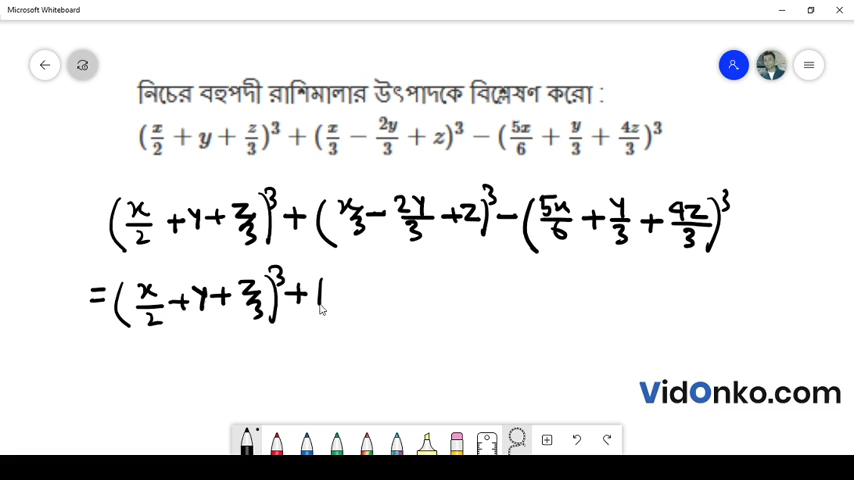 Microsoft Whiteboard
নিচের বহুপদী রাশিমালার উৎপাদকে বিশ্লেষণ করো :
(x/2 + y + z/3)³ + (x/3 − 2y/3 + z)³ − (5x/6 + y/3 + 4z/3)³
(x/2 + y + z/3)³ + (x/3 − 2y/3 + z)³ − (5x/6 + y/3 + 4z/3)³
= (x/2 + y + z/3)³ + (
VidOnko.com